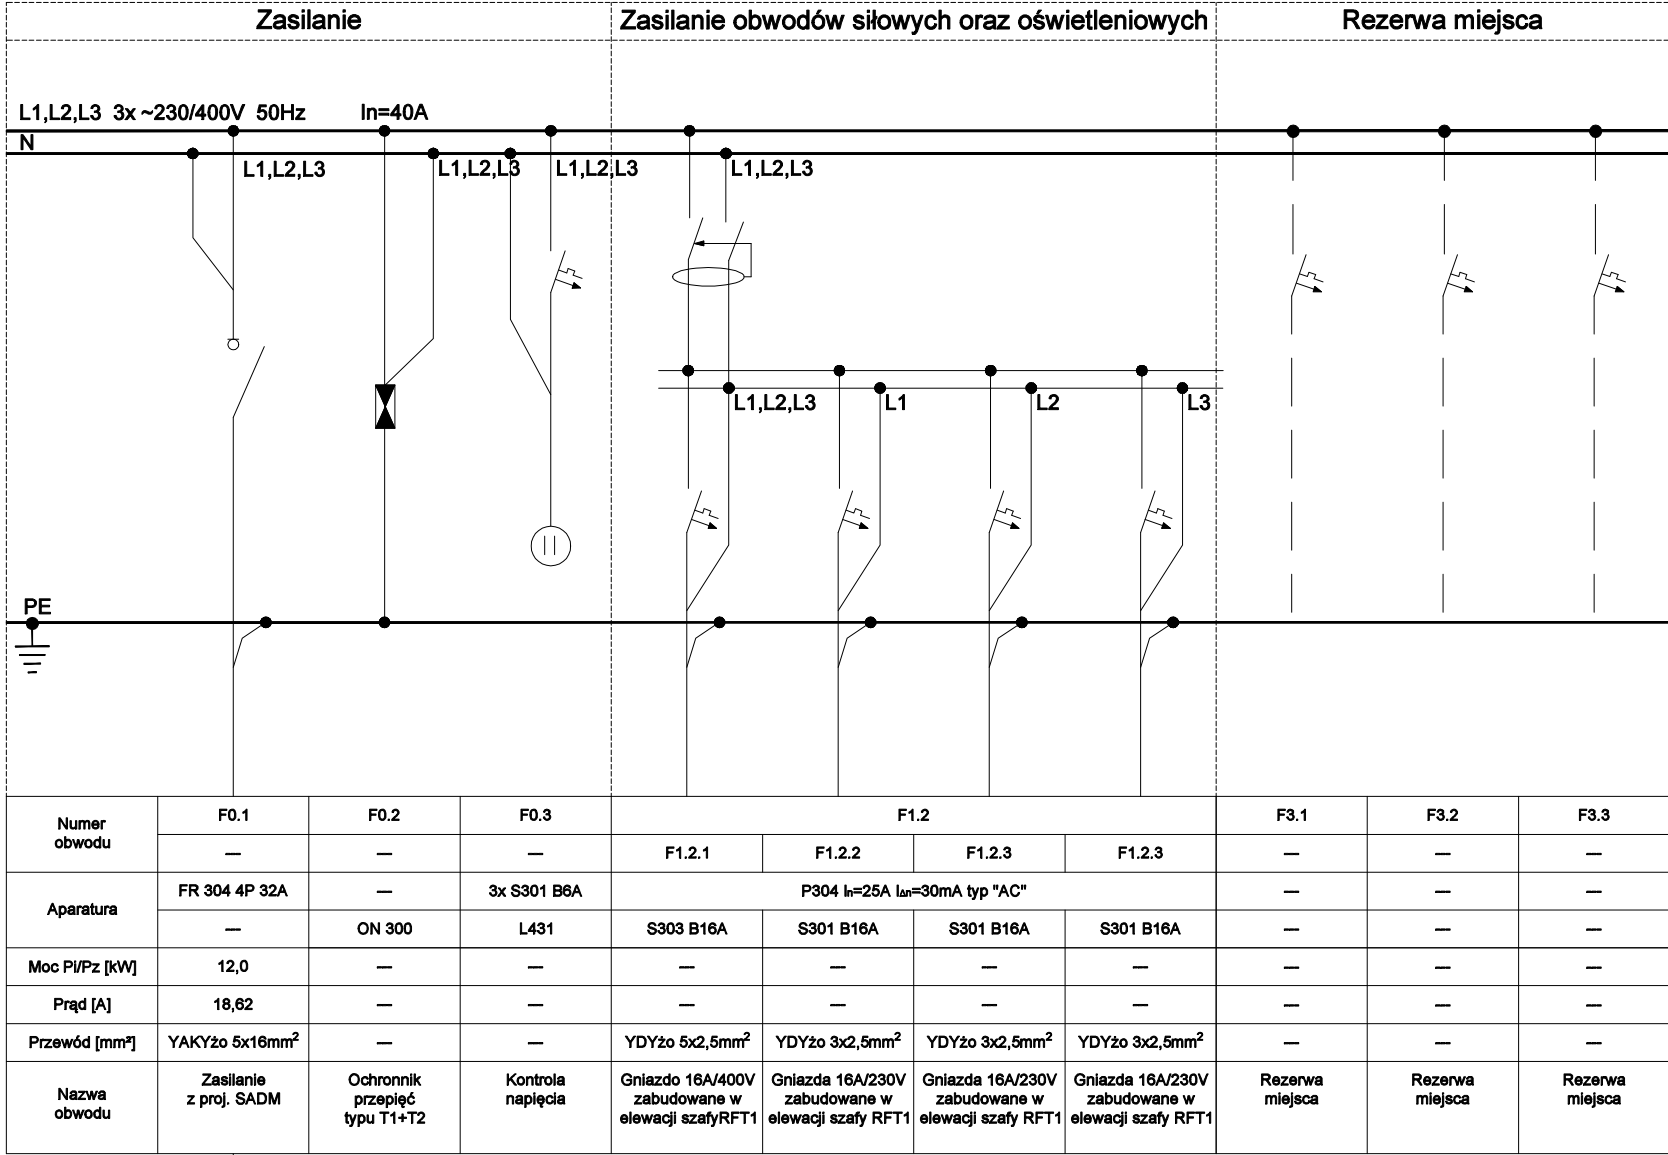 Zasilanie
Zasilanie obwodów siłowych oraz oświetleniowych
Rezerwa miejsca
L1,L2,L3 3x ~230/400V 50Hz
In=40A
N
L1,L2,L3
L1,L2,L3
L1,L2,L3
L1,L2,L3
L1,L2,L3
L1
L2
L3
PE
Numer
obwodu
F0.1
F0.2
F0.3
F1.2
F3.1
F3.2
F3.3
—
—
—
F1.2.1
F1.2.2
F1.2.3
F1.2.3
—
—
—
Aparatura
FR 304 4P 32A
—
3x S301 B6A
P304 In=25A IΔn=30mA typ "AC"
—
—
—
—
ON 300
L431
S303 B16A
S301 B16A
S301 B16A
S301 B16A
—
—
—
Moc Pi/Pz [kW]
12,0
—
—
—
—
—
—
—
—
—
Prąd [A]
18,62
—
—
—
—
—
—
—
—
—
Przewód [mm²]
YAKYżo 5x16mm²
—
—
YDYżo 5x2,5mm²
YDYżo 3x2,5mm²
YDYżo 3x2,5mm²
YDYżo 3x2,5mm²
—
—
—
Nazwa
obwodu
Zasilanie
z proj. SADM
Ochronnik
przepięć
typu T1+T2
Kontrola
napięcia
Gniazdo 16A/400V
zabudowane w
elewacji szafyRFT1
Gniazda 16A/230V
zabudowane w
elewacji szafy RFT1
Gniazda 16A/230V
zabudowane w
elewacji szafy RFT1
Gniazda 16A/230V
zabudowane w
elewacji szafy RFT1
Rezerwa
miejsca
Rezerwa
miejsca
Rezerwa
miejsca